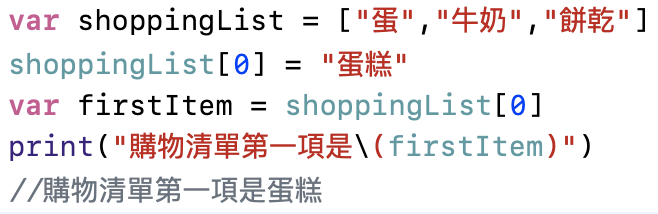 var shoppingList = ["蛋","牛奶","餅乾"]
shoppingList[0] = "蛋糕"
var firstItem = shoppingList[0]
print("購物清單第一項是\(firstItem)")
//購物清單第一項是蛋糕